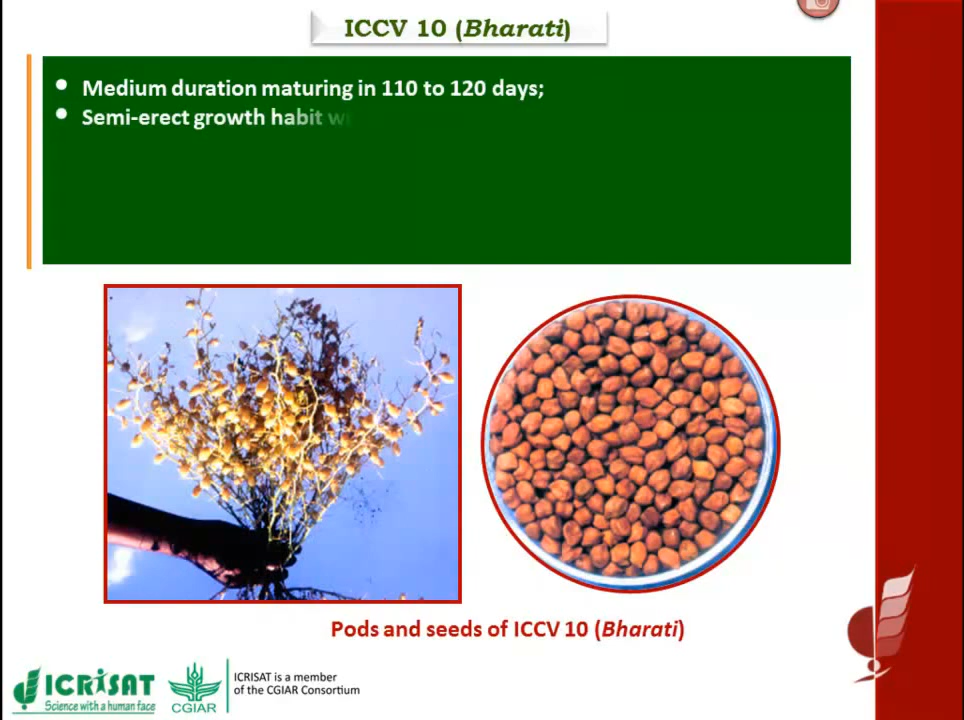 ICCV 10 (Bharati)
• Medium duration maturing in 110 to 120 days;
• Semi-erect growth habit
Pods and seeds of ICCV 10 (Bharati)
ICRISAT
Science with a human face
CGIAR
ICRISAT is a member
of the CGIAR Consortium